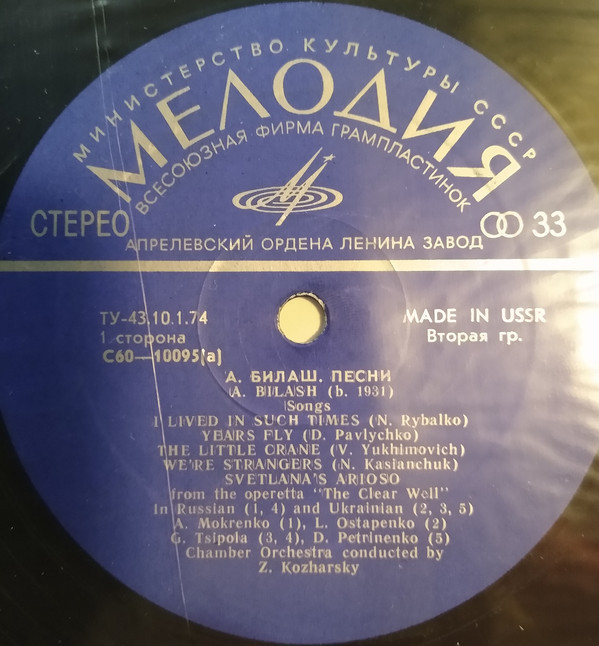 МИНИСТЕРСТВО КУЛЬТУРЫ СССР
МЕЛОДИЯ
ВСЕСОЮЗНАЯ ФИРМА ГРАМПЛАСТИНОК
СТЕРЕО 33
АПРЕЛЕВСКИЙ ОРДЕНА ЛЕНИНА ЗАВОД
ТУ-43.10.1.74 MADE IN USSR
1 сторона Вторая гр.
С60—10095(а)
А. БИЛАШ. ПЕСНИ
A. BILASH (b. 1931)
Songs
I LIVED IN SUCH TIMES (N. Rybalko)
YEARS FLY (D. Pavlychko)
THE LITTLE CRANE (V. Yukhimovich)
WE'RE STRANGERS (N. Kasianchuk)
SVETLANA'S ARIOSO
from the operetta "The Clear Well"
In Russian (1, 4) and Ukrainian (2, 3, 5)
A. Mokrenko (1), L. Ostapenko (2)
G. Tsipola (3, 4), D. Petrinenko (5)
Chamber Orchestra conducted by
Z. Kozharsky